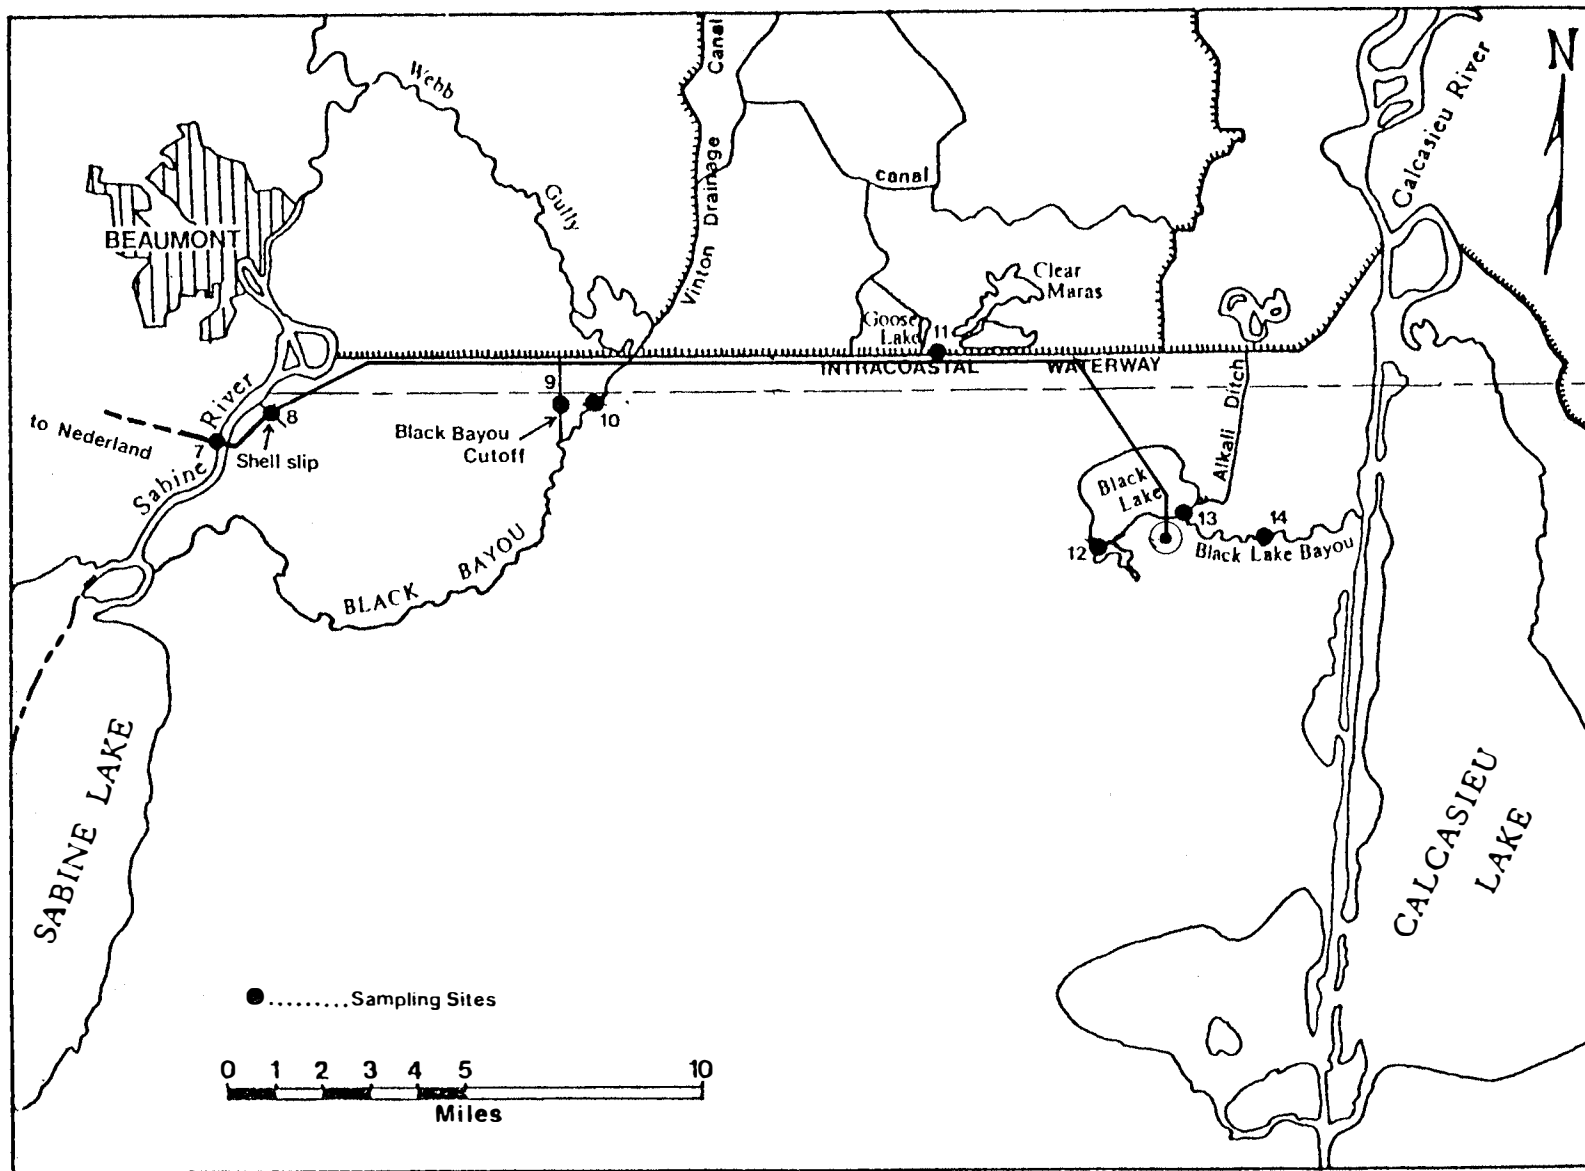 N
Webb
Gully
Vinton Drainage Canal
canal
Calcasieu River
BEAUMONT
Clear
Maras
Goose
Lake
11
INTRACOASTAL WATERWAY
River
Sabine
8
7
to Nederland
Shell slip
9
10
Black Bayou
Cutoff
Alkali Ditch
Black
Lake
13
14
12
Black Lake Bayou
BLACK BAYOU
SABINE LAKE
CALCASIEU
LAKE
.........Sampling Sites
0 1 2 3 4 5 10
Miles